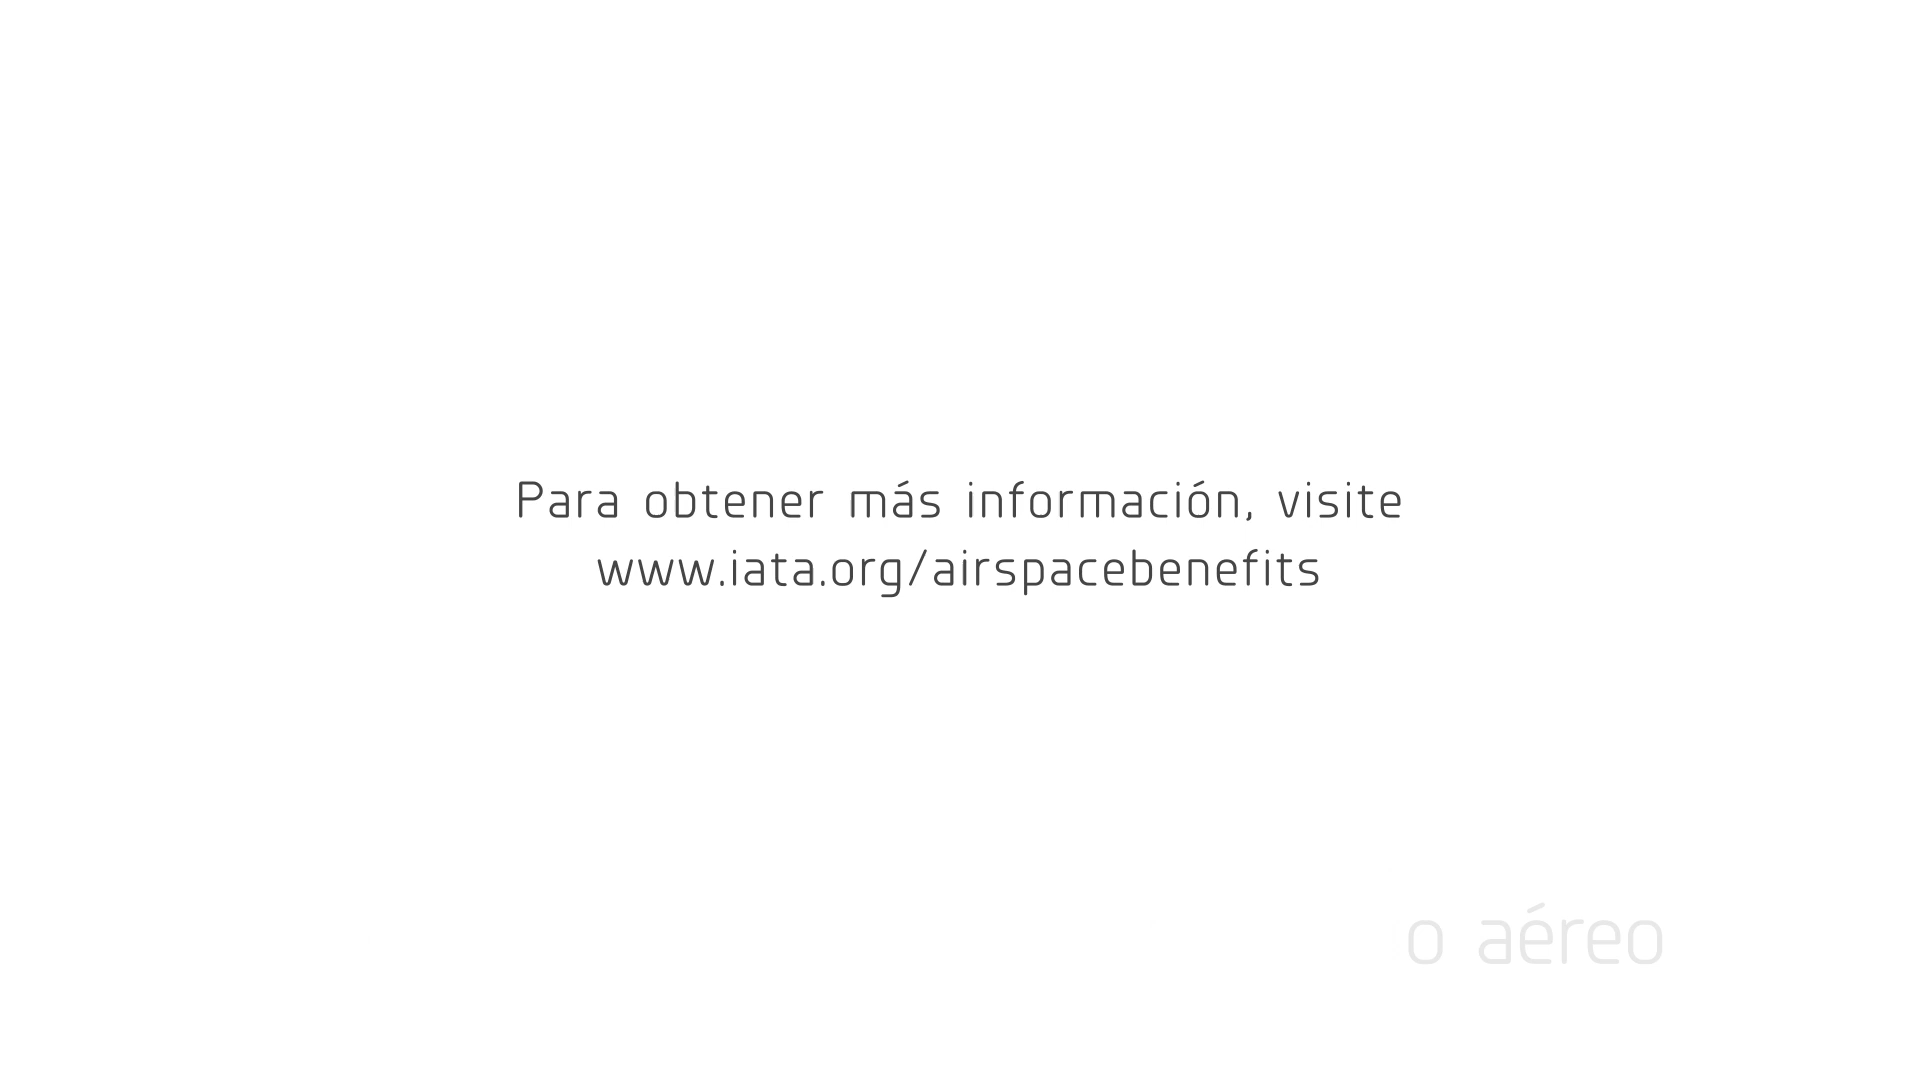 Para obtener más información, visite
www.iata.org/airspacebenefits
o aéreo